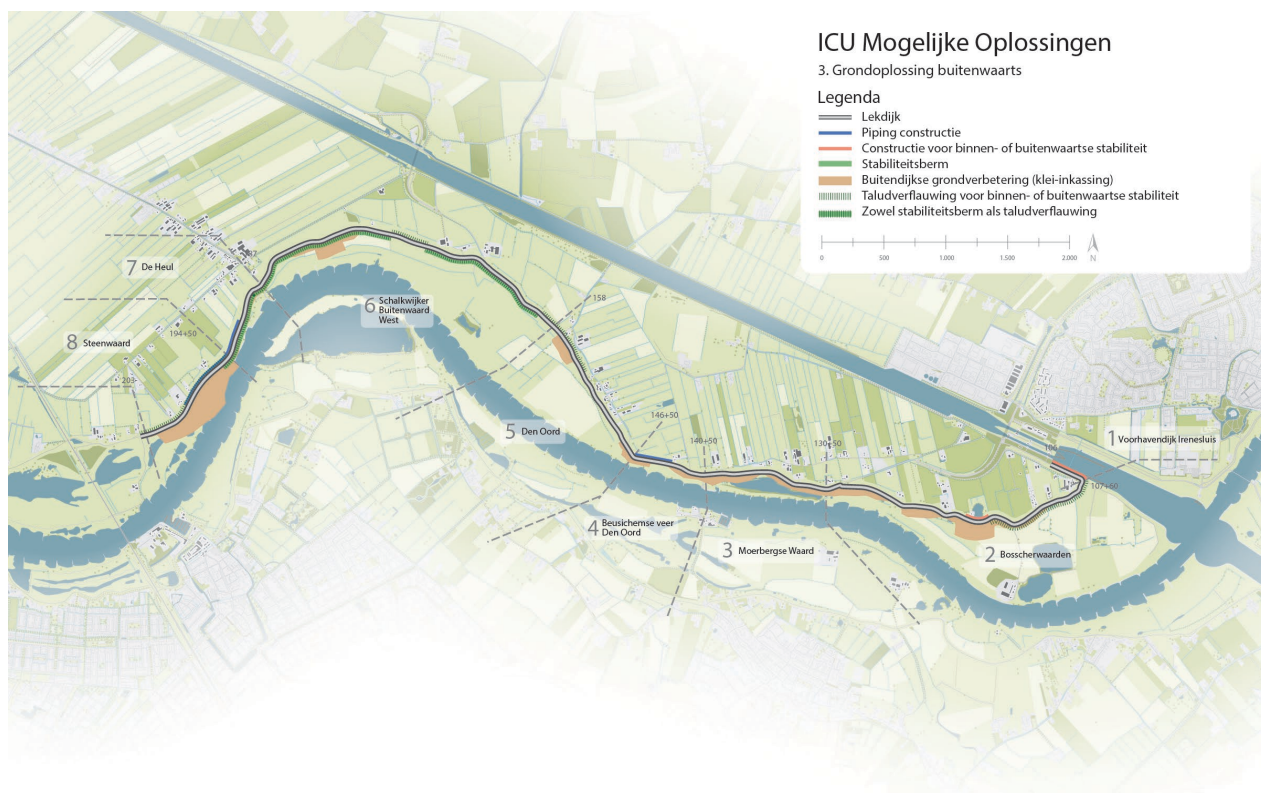 ICU Mogelijke Oplossingen
3. Grondoplossing buitenwaarts
Legenda
Lekdijk
Piping constructie
Constructie voor binnen- of buitenwaartse stabiliteit
Stabiliteitsberm
Buitendijkse grondverbetering (klei-inkassing)
Taludverflauwing voor binnen- of buitenwaartse stabiliteit
Zowel stabiliteitsberm als taludverflauwing
0 500 1.000 1.500 2.000
N
7 De Heul
6 Schalkwijker
Buitenwaard
West
158
194+50
8 Steenwaard
203
146+50
5 Den Oord
140+50
130+50
1 Voorhavendijk Irenesluis
107+60
4 Beusichemse veer
Den Oord
3 Moerbergse Waard
2 Bosscherwaarden